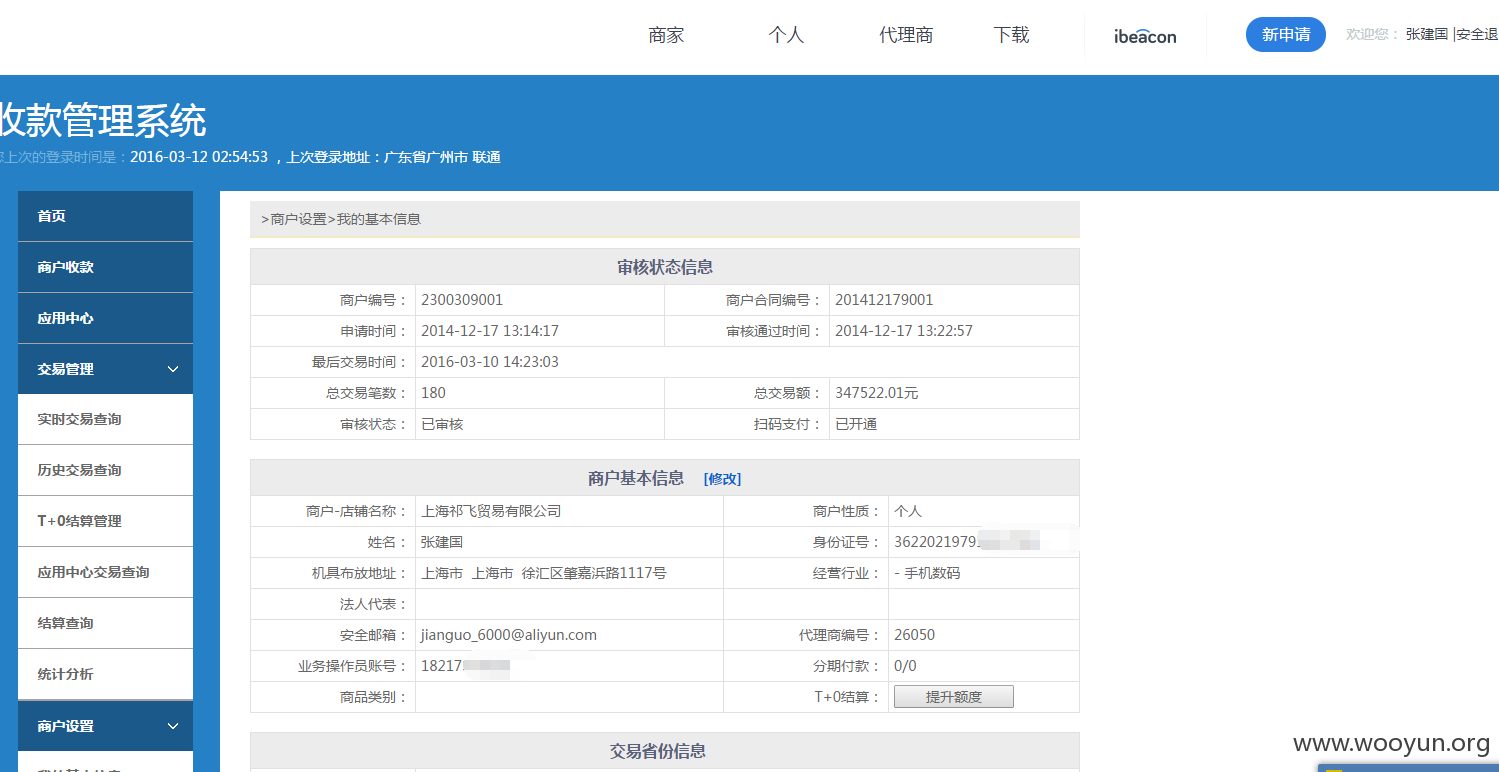 商家 个人 代理商 下载 ibeacon 新申请 欢迎您： 张建国 |安全退
收款管理系统
您上次的登录时间是：2016-03-12 02:54:53 ，上次登录地址：广东省广州市 联通
首页
商户收款
应用中心
交易管理
实时交易查询
历史交易查询
T+0结算管理
应用中心交易查询
结算查询
统计分析
商户设置
>商户设置>我的基本信息
审核状态信息
商户编号： 2300309001 商户合同编号： 201412179001
申请时间： 2014-12-17 13:14:17 审核通过时间： 2014-12-17 13:22:57
最后交易时间： 2016-03-10 14:23:03
总交易笔数： 180 总交易额： 347522.01元
审核状态： 已审核 扫码支付： 已开通
商户基本信息 [修改]
商户-店铺名称： 上海祁飞贸易有限公司 商户性质： 个人
姓名： 张建国 身份证号： 3622021979
机具布放地址： 上海市 上海市 徐汇区肇嘉浜路1117号 经营行业： - 手机数码
法人代表：
安全邮箱： jianguo_6000@aliyun.com 代理商编号： 26050
业务操作员账号： 18217 分期付款： 0/0
商品类别： T+0结算： 提升额度
交易省份信息
www.wooyun.org